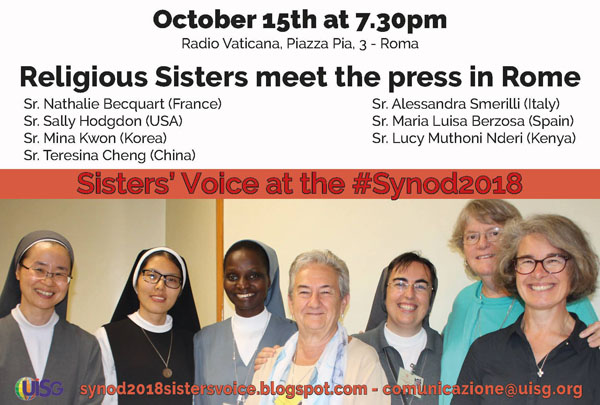 October 15th at 7.30pm
Radio Vaticana, Piazza Pia, 3 - Roma
Religious Sisters meet the press in Rome
Sr. Nathalie Becquart (France)
Sr. Sally Hodgdon (USA)
Sr. Mina Kwon (Korea)
Sr. Teresina Cheng (China)
Sr. Alessandra Smerilli (Italy)
Sr. Maria Luisa Berzosa (Spain)
Sr. Lucy Muthoni Nderi (Kenya)
Sisters' Voice at the #Synod2018
UISG
synod2018sistersvoice.blogspot.com - comunicazione@uisg.org